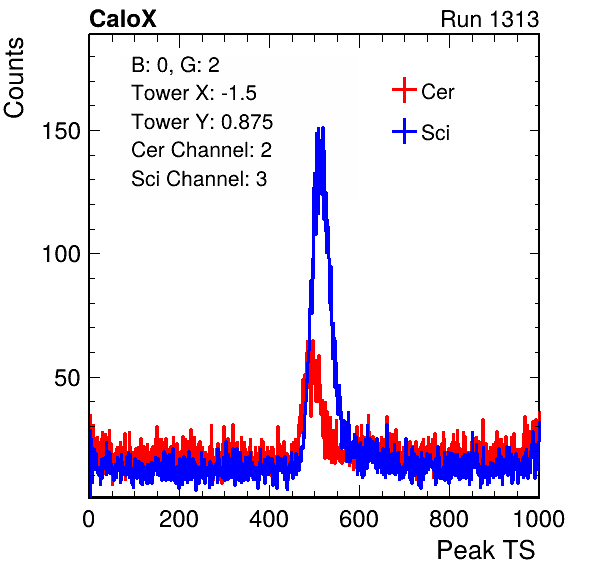 CaloX Run 1313
Counts
B: 0, G: 2
Tower X: -1.5
Tower Y: 0.875
Cer Channel: 2
Sci Channel: 3
Cer
Sci
150
100
50
0 200 400 600 800 1000
Peak TS